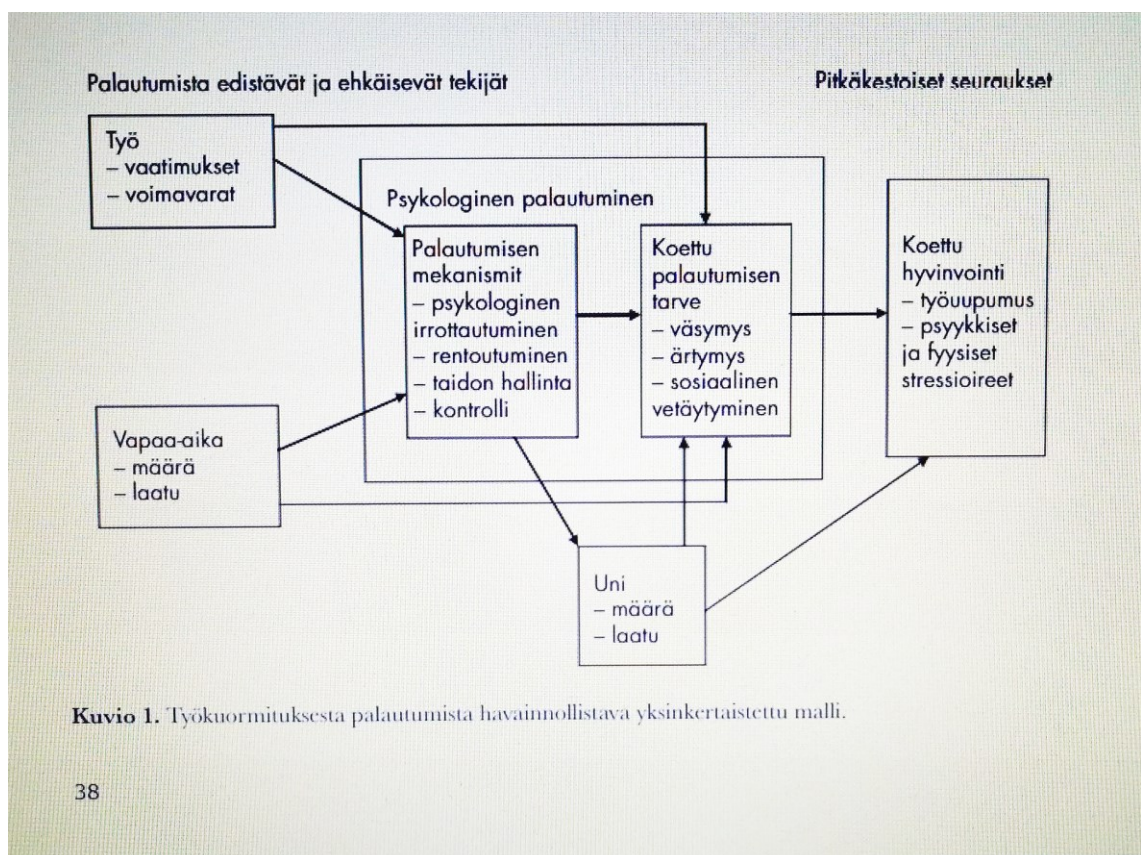 Palautumista edistävät ja ehkäisevät tekijät
Pitkäkestoiset seuraukset
Työ
– vaatimukset
– voimavarat
Psykologinen palautuminen
Palautumisen
mekanismit
– psykologinen
irrottautuminen
– rentoutuminen
– taidon hallinta
– kontrolli
Koettu
palautumisen
tarve
– väsymys
– ärtymys
– sosiaalinen
vetäytyminen
Koettu
hyvinvointi
– työuupumus
– psyykkiset
ja fyysiset
stressioireet
Vapaa-aika
– määrä
– laatu
Uni
– määrä
– laatu
Kuvio 1. Työkuormituksesta palautumista havainnollistava yksinkertaistettu malli.
38